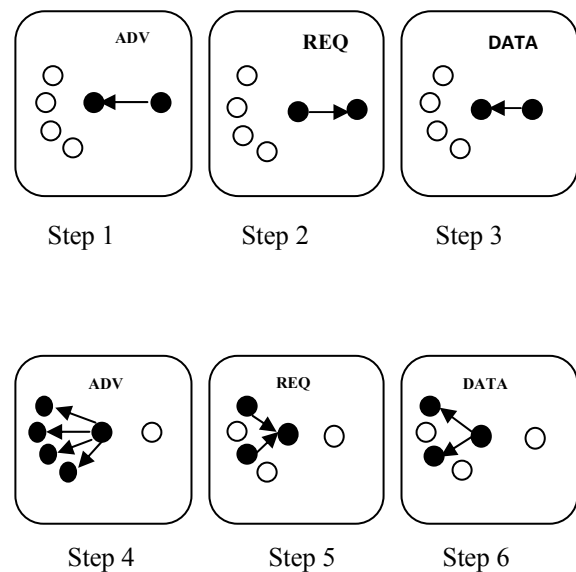 ADV
REQ
DATA
Step 1
Step 2
Step 3
ADV
REQ
DATA
Step 4
Step 5
Step 6